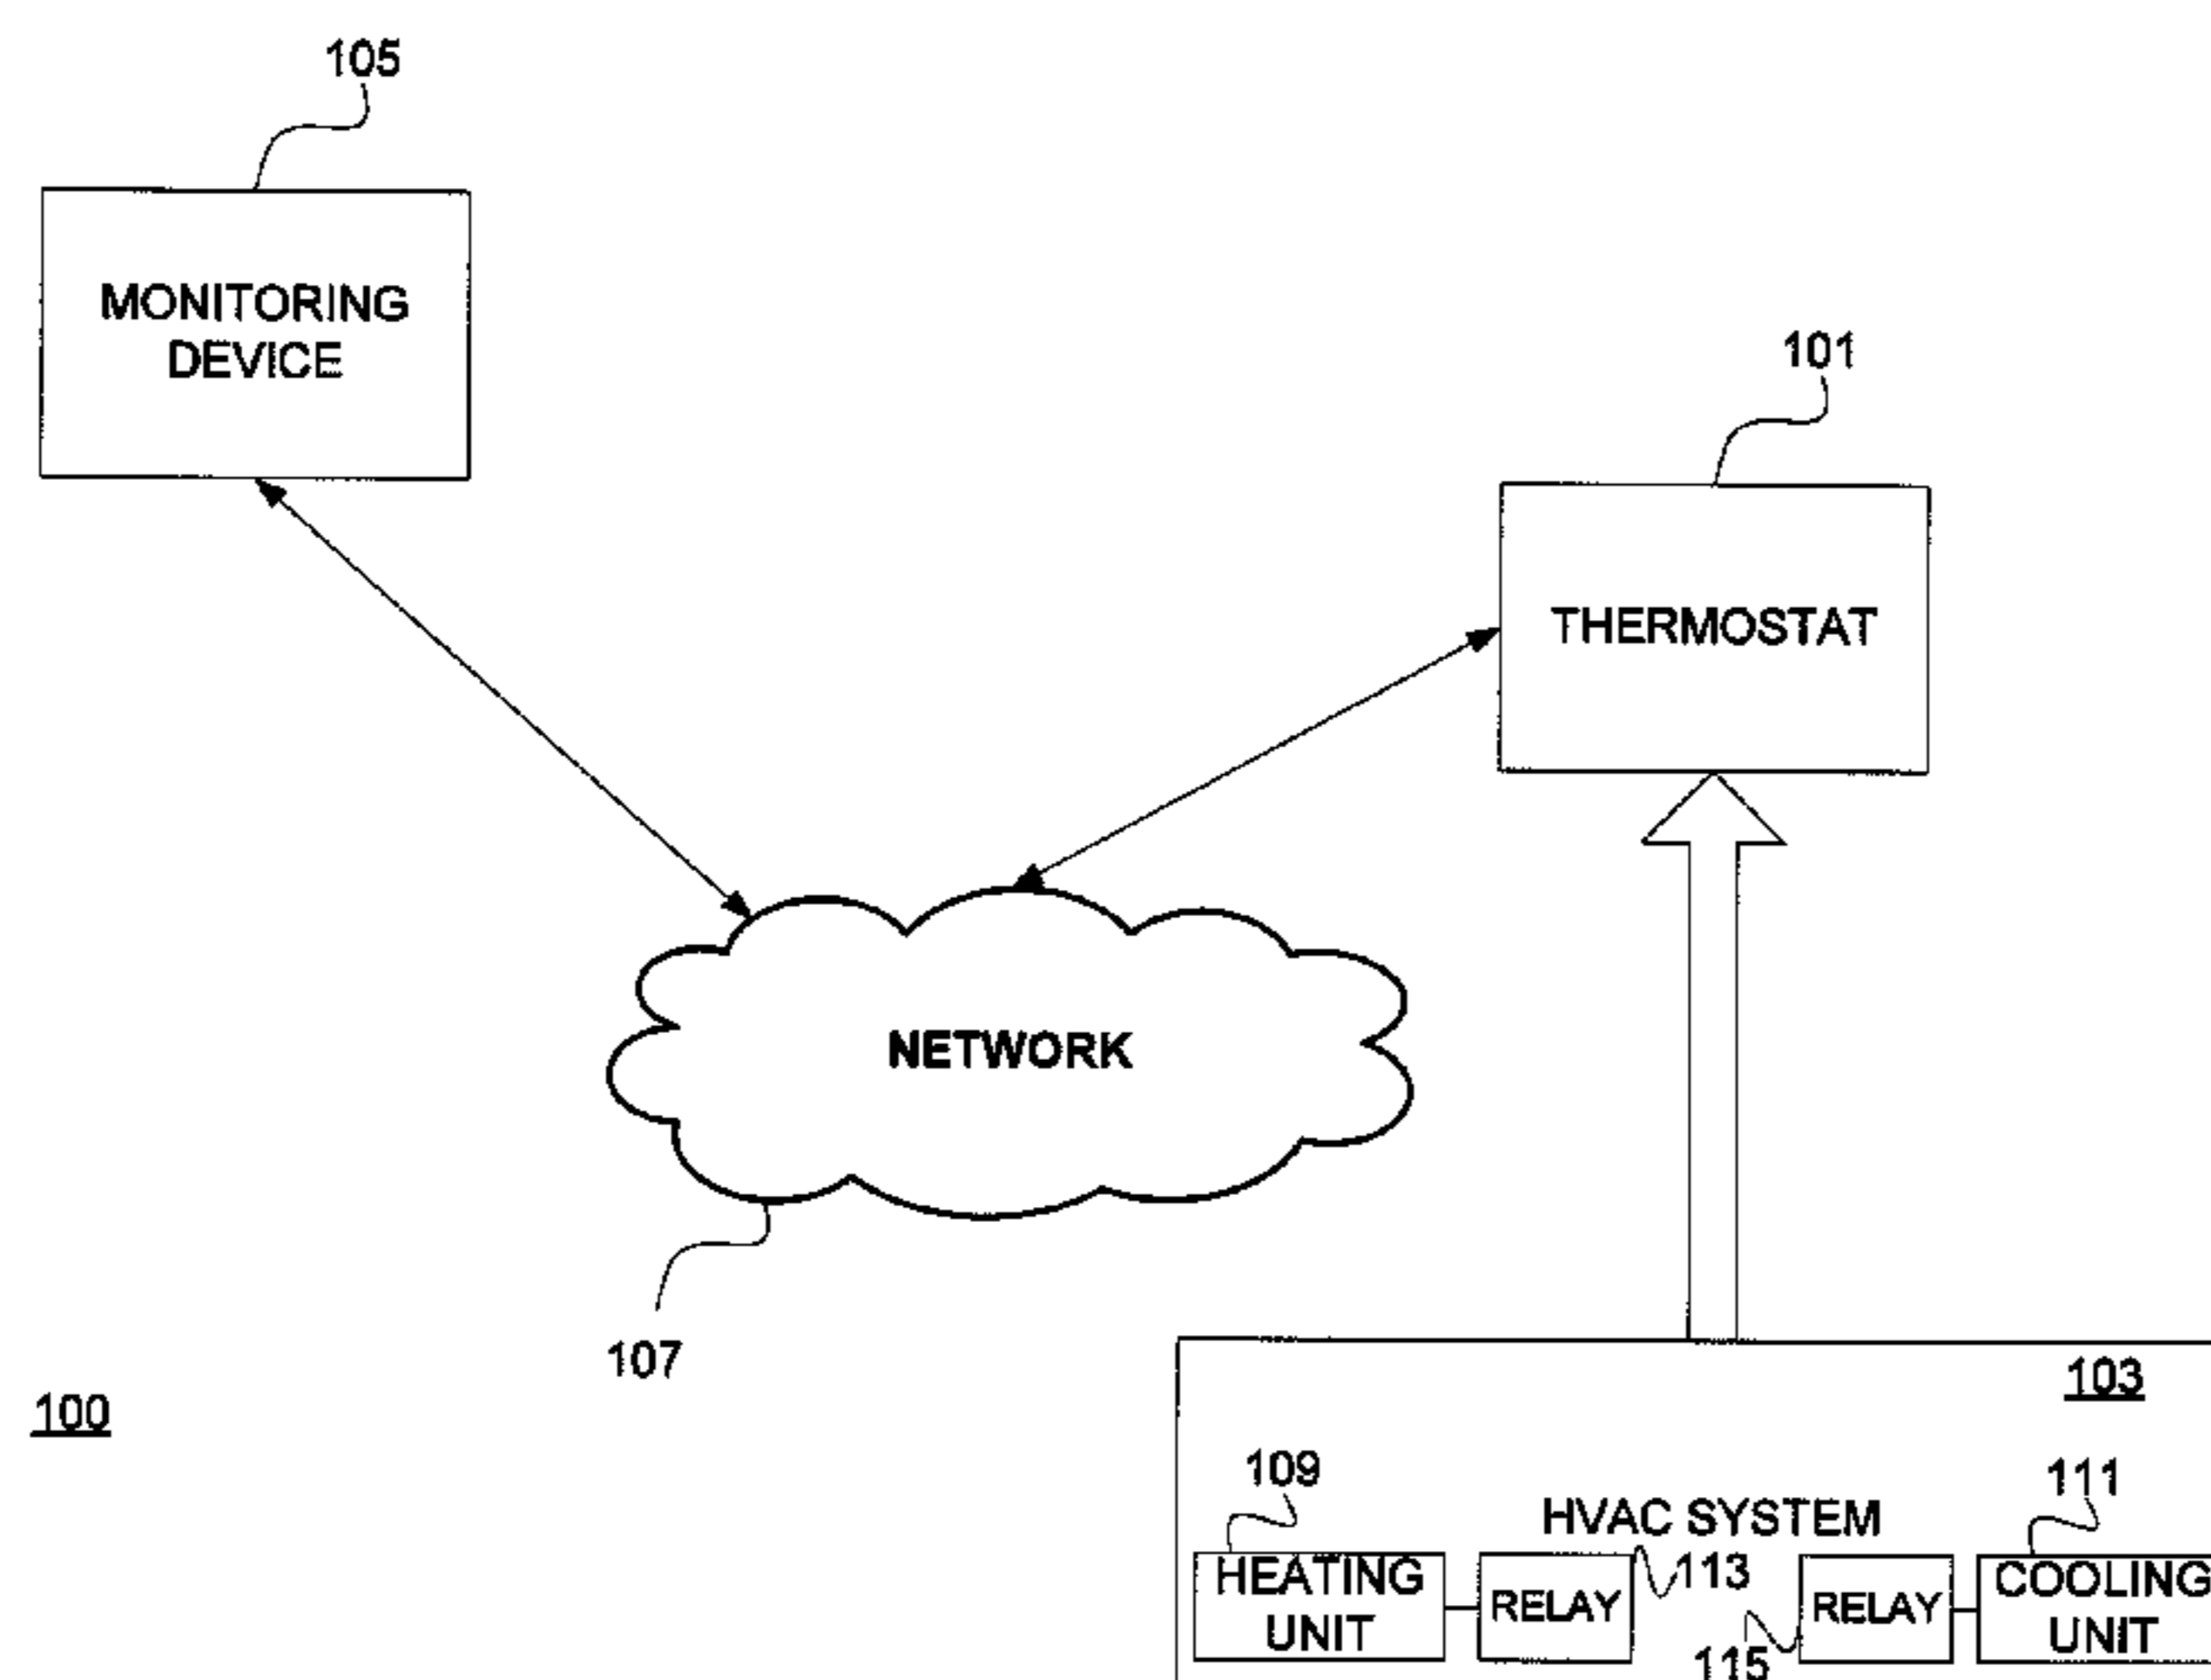 105
MONITORING
DEVICE
101
THERMOSTAT
NETWORK
107
100
103
109
111
HVAC SYSTEM
HEATING
UNIT
RELAY
113
RELAY
COOLING
UNIT
115